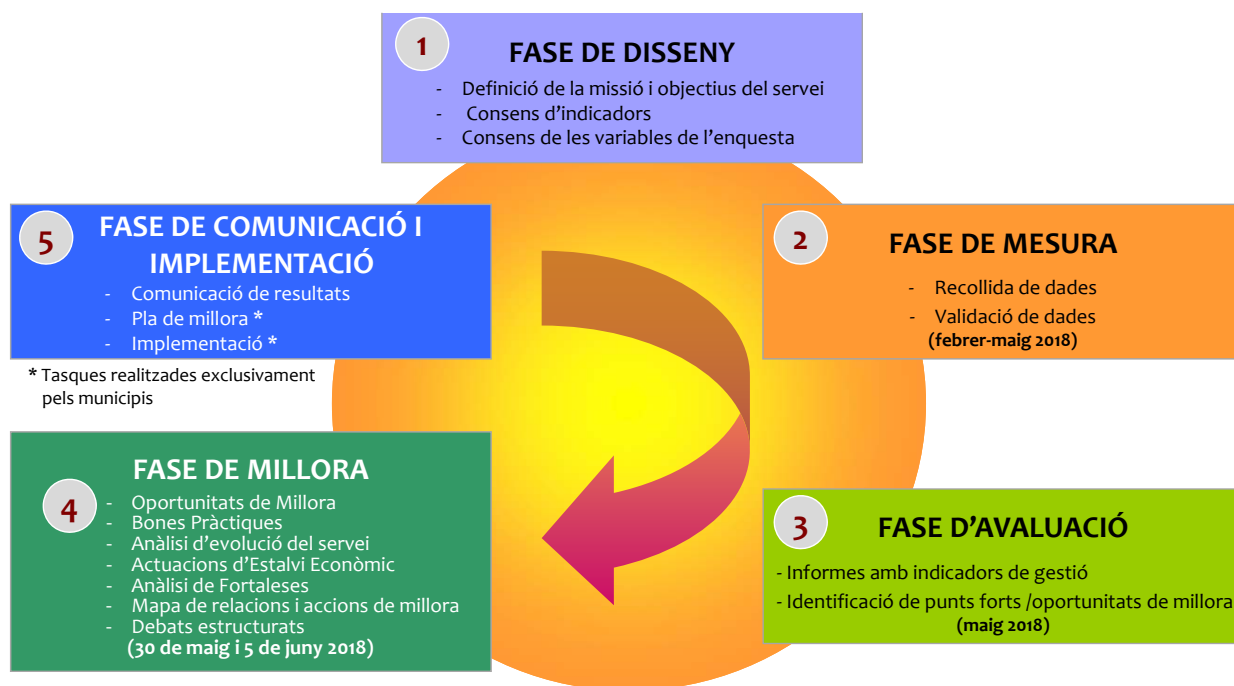 1
FASE DE DISSENY
- Definició de la missió i objectius del servei
- Consens d’indicadors
- Consens de les variables de l’enquesta
2
FASE DE MESURA
- Recollida de dades
- Validació de dades
(febrer-maig 2018)
3
FASE D’AVALUACIÓ
- Informes amb indicadors de gestió
- Identificació de punts forts /oportunitats de millora
(maig 2018)
4
FASE DE MILLORA
- Oportunitats de Millora
- Bones Pràctiques
- Anàlisi d’evolució del servei
- Actuacions d’Estalvi Econòmic
- Anàlisi de Fortaleses
- Mapa de relacions i accions de millora
- Debats estructurats
(30 de maig i 5 de juny 2018)
5
FASE DE COMUNICACIÓ I
IMPLEMENTACIÓ
- Comunicació de resultats
- Pla de millora *
- Implementació *
* Tasques realitzades exclusivament
pels municipis